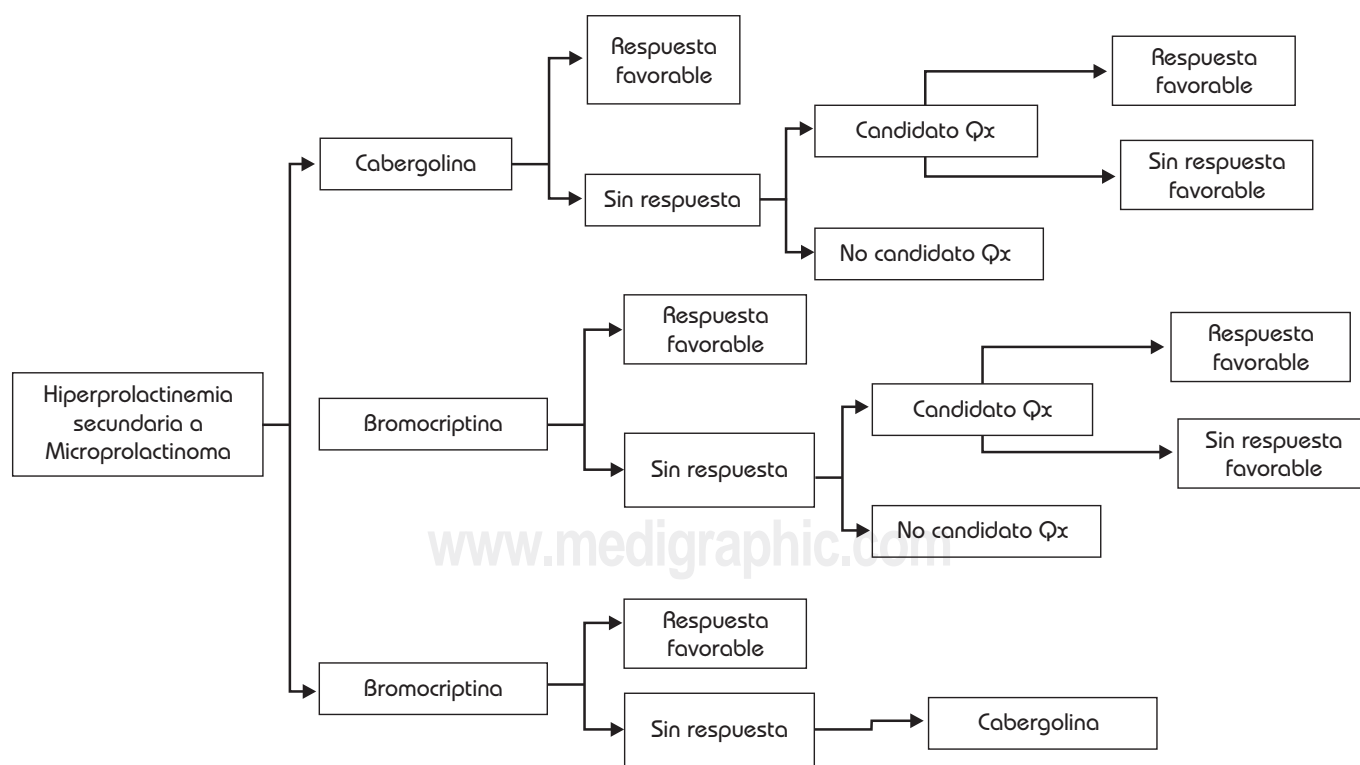 Respuesta
favorable
Cabergolina
Sin respuesta
Candidato Qx
Respuesta
favorable
Sin respuesta
favorable
No candidato Qx
Hiperprolactinemia
secundaria a
Microprolactinoma
Bromocriptina
Respuesta
favorable
Sin respuesta
Candidato Qx
Respuesta
favorable
Sin respuesta
favorable
No candidato Qx
www.medigraphic.com
Bromocriptina
Respuesta
favorable
Sin respuesta
Cabergolina